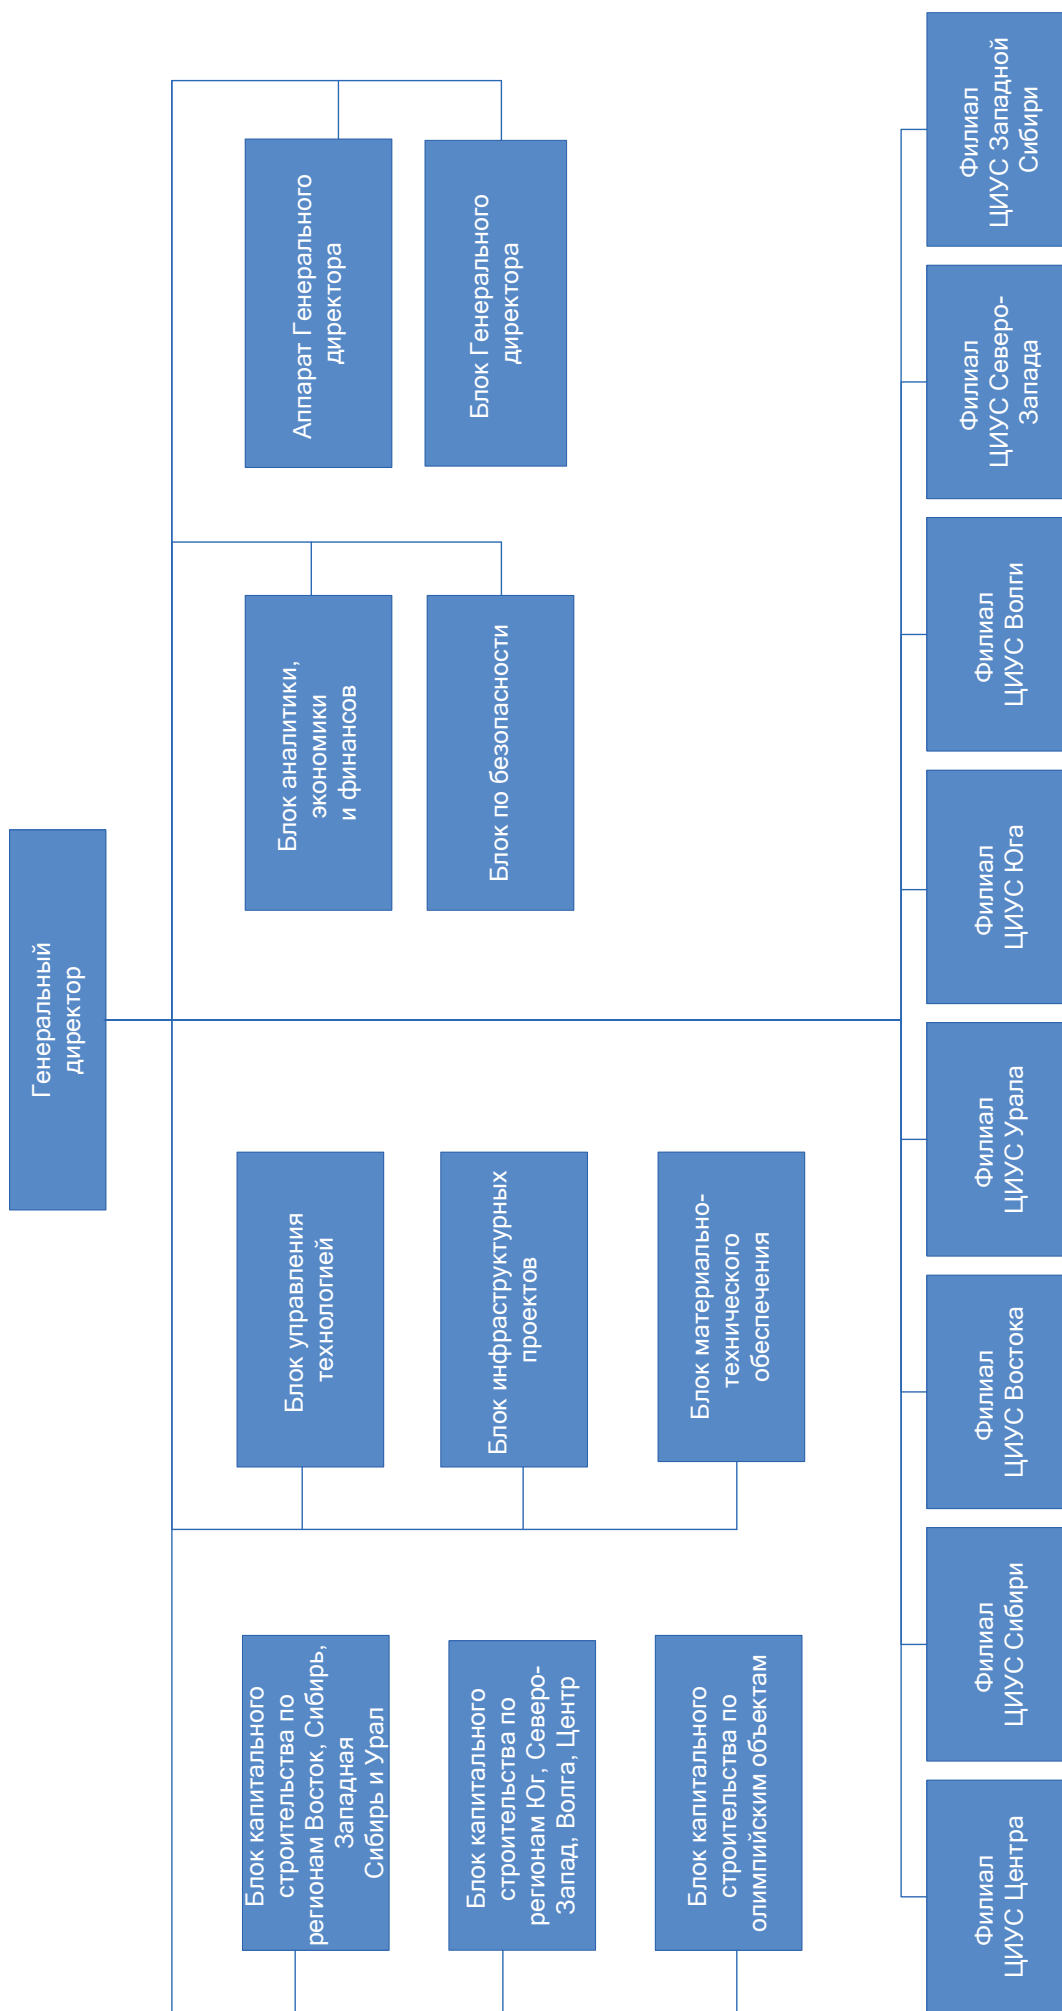 Генеральный
директор
Блок капитального
строительства по
регионам Восток, Сибирь,
Западная
Сибирь и Урал
Блок капитального
строительства по
регионам Юг, Северо-
Запад, Волга, Центр
Блок капитального
строительства по
олимпийским объектам
Блок управления
технологией
Блок инфраструктурных
проектов
Блок материально-
технического
обеспечения
Блок аналитики,
экономики
и финансов
Блок по безопасности
Аппарат Генерального
директора
Блок Генерального
директора
Филиал
ЦИУС Центра
Филиал
ЦИУС Сибири
Филиал
ЦИУС Востока
Филиал
ЦИУС Урала
Филиал
ЦИУС Юга
Филиал
ЦИУС Волги
Филиал
ЦИУС Северо-
Запада
Филиал
ЦИУС Западной
Сибири